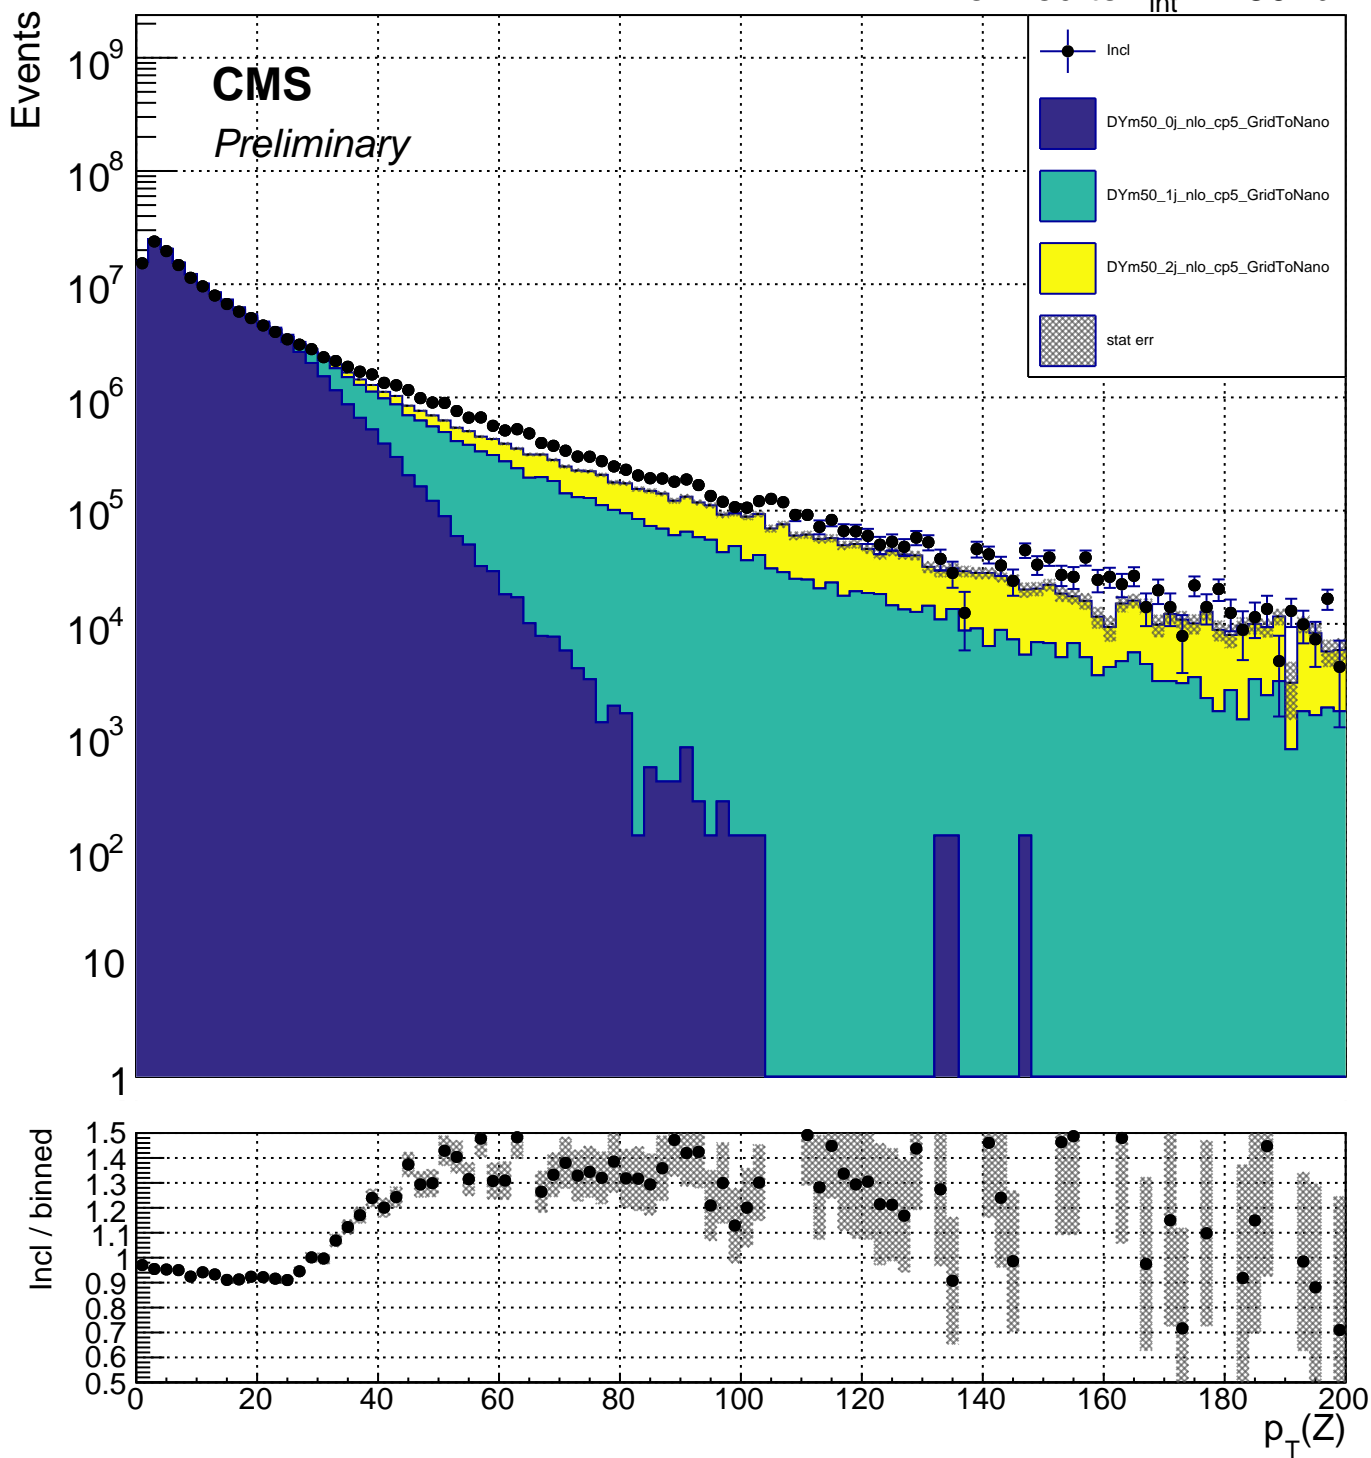 Events
CMS
Preliminary
Incl
DYm50_0j_nlo_cp5_GridToNano
DYm50_1j_nlo_cp5_GridToNano
DYm50_2j_nlo_cp5_GridToNano
stat err
10^9
10^8
10^7
10^6
10^5
10^4
10^3
10^2
10
1
Incl / binned
1.5
1.4
1.3
1.2
1.1
1
0.9
0.8
0.7
0.6
0.5
0 20 40 60 80 100 120 140 160 180 200
p_T(Z)